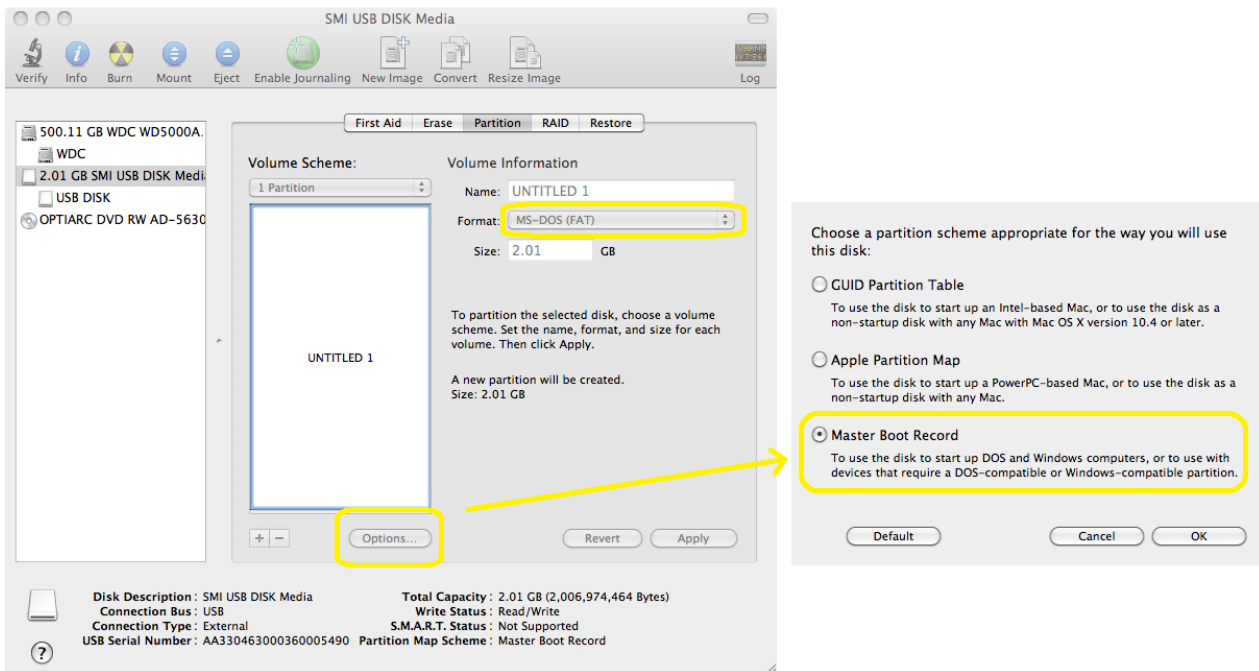 SMI USB DISK Media
Verify Info Burn Mount Eject Enable Journaling New Image Convert Resize Image Log
First Aid Erase Partition RAID Restore
500.11 GB WDC WD5000A.
WDC
2.01 GB SMI USB DISK Medi
USB DISK
OPTIARC DVD RW AD-5630
Volume Scheme:
1 Partition
UNTITLED 1
+ - Options...
Volume Information
Name: UNTITLED 1
Format: MS-DOS (FAT)
Size: 2.01 GB
To partition the selected disk, choose a volume
scheme. Set the name, format, and size for each
volume. Then click Apply.
A new partition will be created.
Size: 2.01 GB
Revert Apply
Disk Description : SMI USB DISK Media
Connection Bus : USB
Connection Type : External
USB Serial Number : AA330463000360005490
Total Capacity : 2.01 GB (2,006,974,464 Bytes)
Write Status : Read/Write
S.M.A.R.T. Status : Not Supported
Partition Map Scheme : Master Boot Record
?
Choose a partition scheme appropriate for the way you will use
this disk:
GUID Partition Table
To use the disk to start up an Intel-based Mac, or to use the disk as a
non-startup disk with any Mac with Mac OS X version 10.4 or later.
Apple Partition Map
To use the disk to start up a PowerPC-based Mac, or to use the disk as a
non-startup disk with any Mac.
Master Boot Record
To use the disk to start up DOS and Windows computers, or to use with
devices that require a DOS-compatible or Windows-compatible partition.
Default Cancel OK